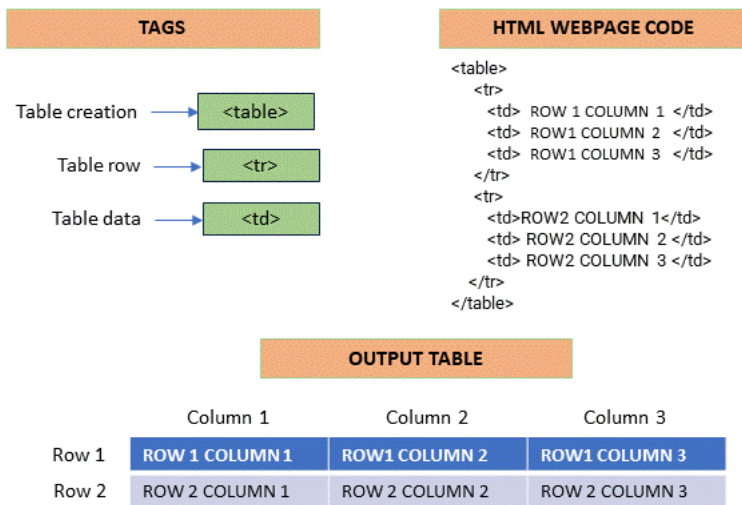 TAGS
Table creation <table>
Table row <tr>
Table data <td>
HTML WEBPAGE CODE
<table>
<tr>
<td> ROW 1 COLUMN 1 </td>
<td> ROW1 COLUMN 2 </td>
<td> ROW1 COLUMN 3 </td>
</tr>
<tr>
<td>ROW2 COLUMN 1</td>
<td> ROW2 COLUMN 2 </td>
<td> ROW2 COLUMN 3 </td>
</tr>
</table>
OUTPUT TABLE
Column 1 Column 2 Column 3
Row 1 ROW 1 COLUMN 1 ROW1 COLUMN 2 ROW1 COLUMN 3
Row 2 ROW 2 COLUMN 1 ROW 2 COLUMN 2 ROW 2 COLUMN 3